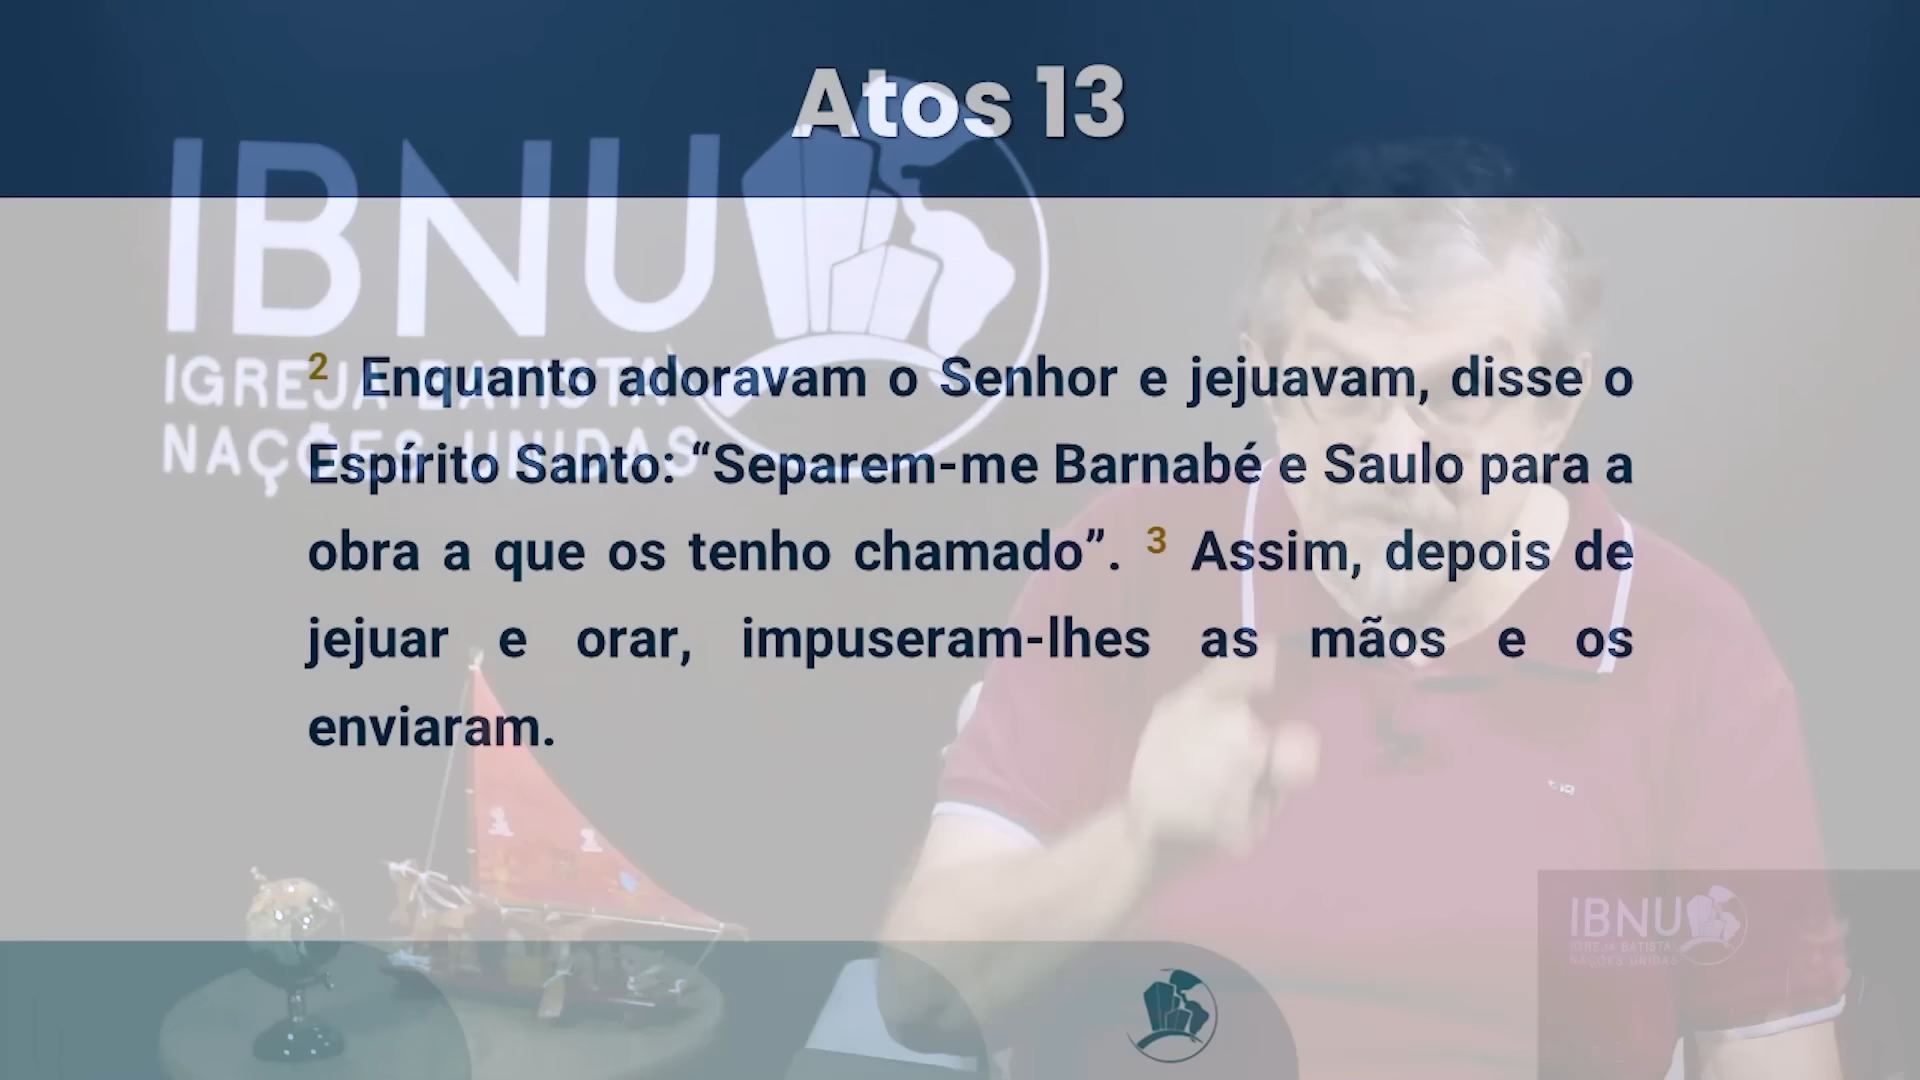 Atos 13
IBNU
IGREJA BATISTA
NAÇÕES UNIDAS
2 Enquanto adoravam o Senhor e jejuavam, disse o
Espírito Santo: “Separem-me Barnabé e Saulo para a
obra a que os tenho chamado”. 3 Assim, depois de
jejuar e orar, impuseram-lhes as mãos e os
enviaram.
IBNU
IGREJA BATISTA
NAÇÕES UNIDAS